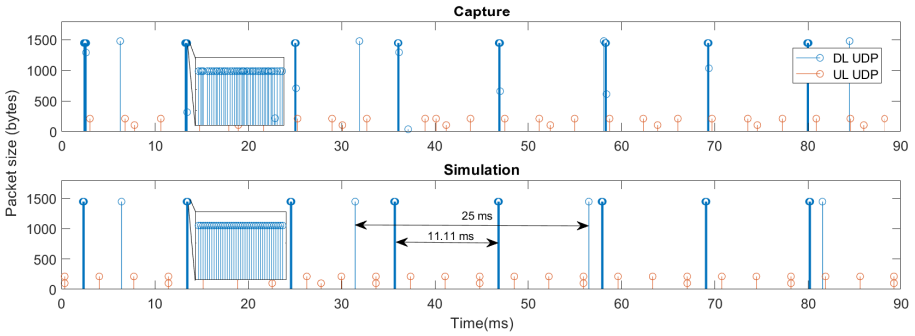 Capture
1500
1000
500
0
DL UDP
UL UDP
0 10 20 30 40 50 60 70 80 90
Packet size (bytes)
Simulation
1500
1000
500
0
25 ms
11.11 ms
0 10 20 30 40 50 60 70 80 90
Time(ms)